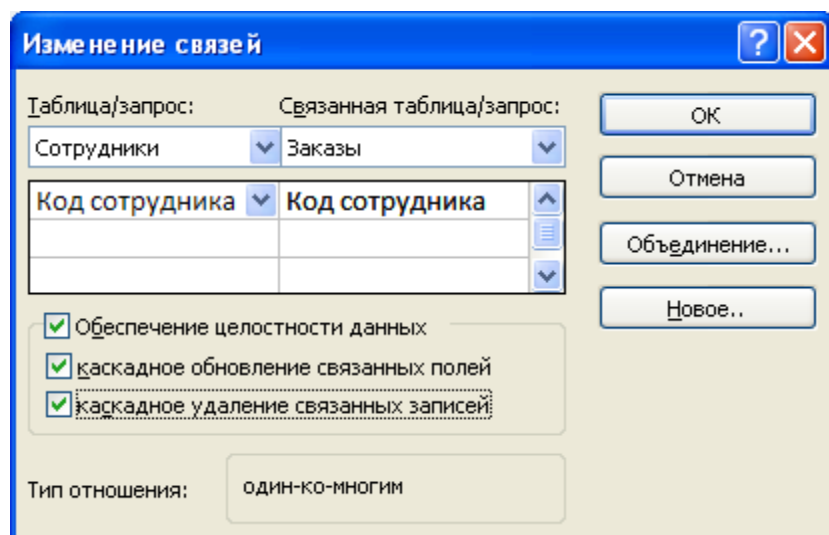 Изменение связей
Таблица/запрос: Связанная таблица/запрос:
Сотрудники Заказы
Код сотрудника Код сотрудника
Обеспечение целостности данных
каскадное обновление связанных полей
каскадное удаление связанных записей
Тип отношения: один-ко-многим
ОК
Отмена
Объединение...
Новое..